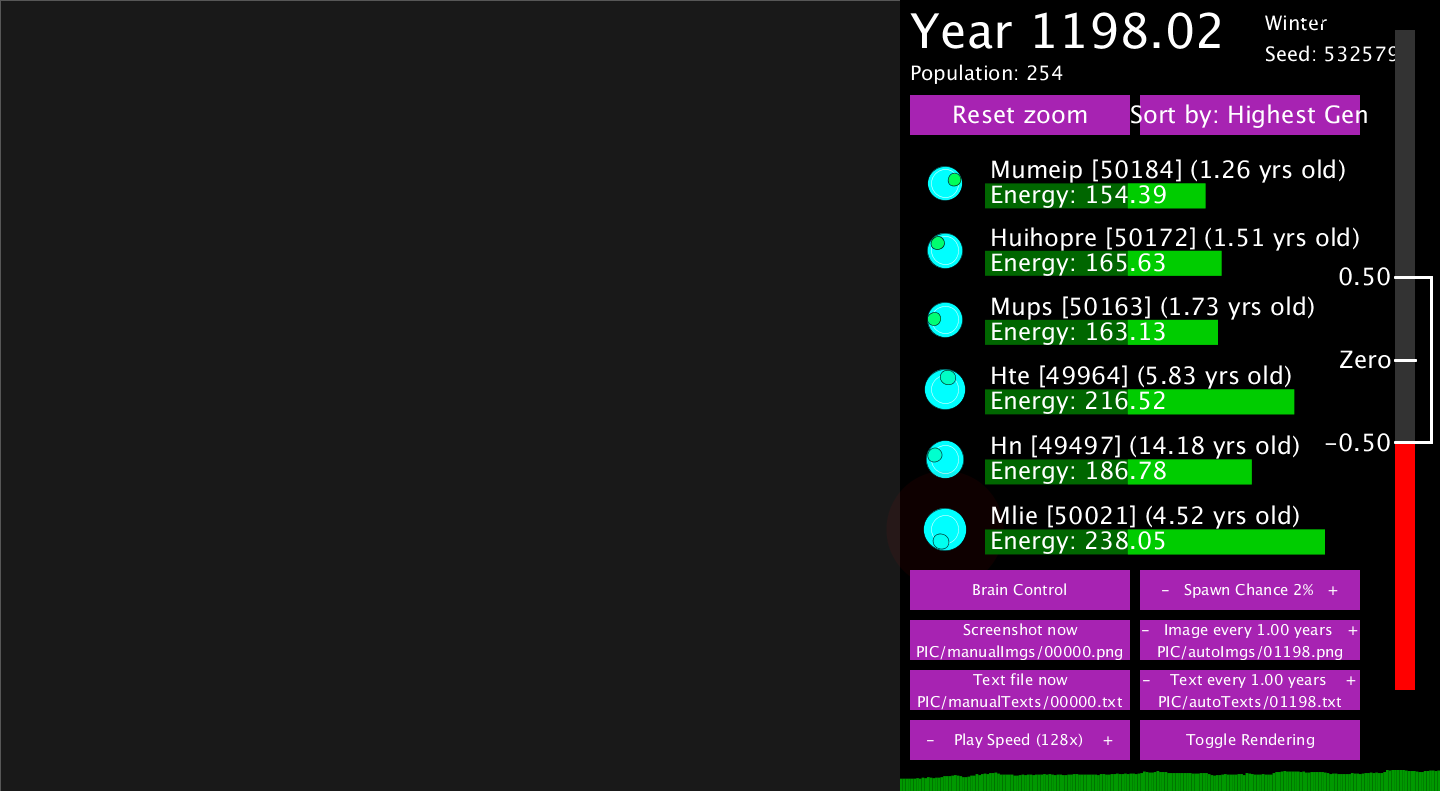 Year 1198.02
Winter
Seed: 532579
Population: 254
Reset zoom
Sort by: Highest Gen
Mumeip [50184] (1.26 yrs old)
Energy: 154.39
Huihopre [50172] (1.51 yrs old)
Energy: 165.63
0.50
Mups [50163] (1.73 yrs old)
Energy: 163.13
Zero
Hte [49964] (5.83 yrs old)
Energy: 216.52
Hn [49497] (14.18 yrs old)
-0.50
Energy: 186.78
Mlie [50021] (4.52 yrs old)
Energy: 238.05
Brain Control
- Spawn Chance 2% +
Screenshot now
PIC/manualImgs/00000.png
- Image every 1.00 years +
PIC/autoImgs/01198.png
Text file now
PIC/manualTexts/00000.txt
- Text every 1.00 years +
PIC/autoTexts/01198.txt
- Play Speed (128x) +
Toggle Rendering